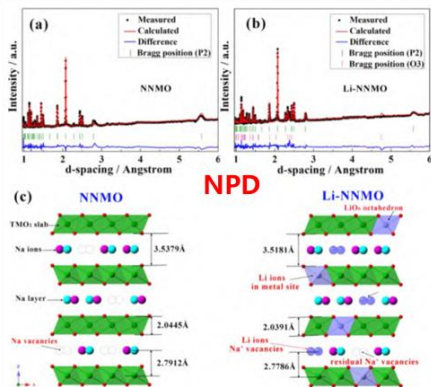 (a)
Measured
Calculated
Difference
Bragg position (P2)
NNMO
Intensity / a.u.
1 2 3 4 5 6
d-spacing / Angstrom
(b)
Measured
Calculated
Difference
Bragg position (P2)
Bragg position (O3)
Li-NNMO
Intensity / a.u.
1 2 3 4 5 6
d-spacing / Angstrom
NPD
(c)
NNMO
TMO₂ slab
Na ions
3.5379Å
Na layer
2.0445Å
Na vacancies
2.7912Å
Li-NNMO
LiO₆ octahedron
3.5181Å
Li ions
in metal site
2.0391Å
Li ions
Na⁺ vacancies
residual Na⁺ vacancies
2.7786Å